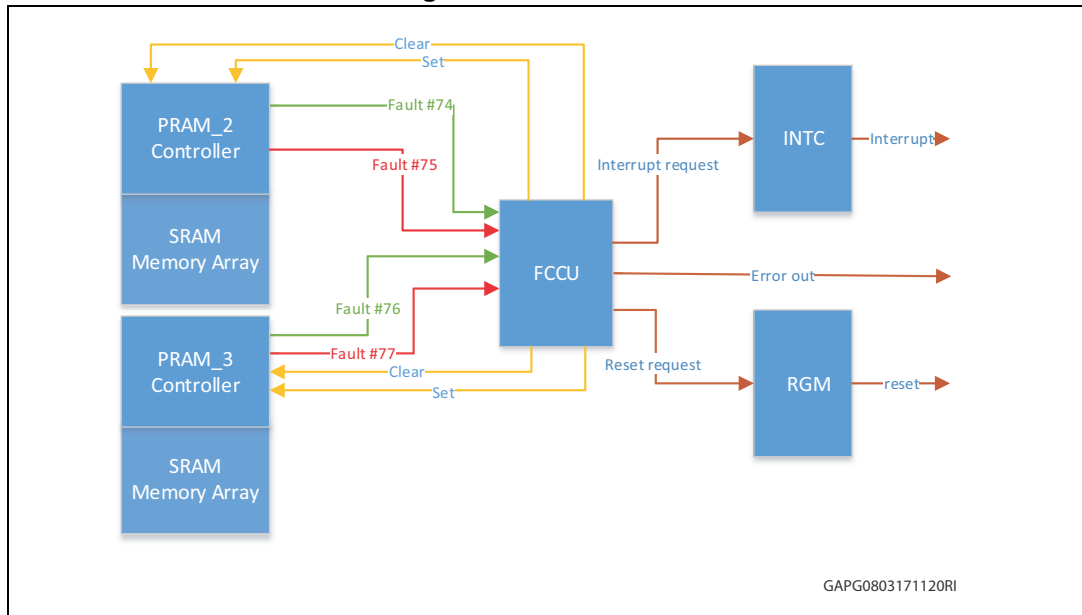 Clear
Set
PRAM_2
Controller
Fault #74
Fault #75
SRAM
Memory Array
INTC
Interrupt
Interrupt request
FCCU
Error out
Fault #76
Fault #77
PRAM_3
Controller
Clear
Set
SRAM
Memory Array
Reset request
RGM
reset
GAPG0803171120RI